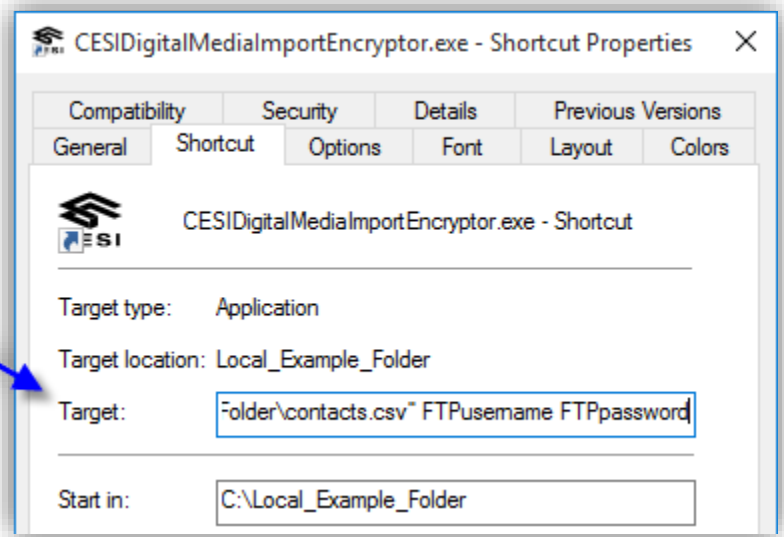 CESIDigitalMediaImportEncryptor.exe - Shortcut Properties
Compatibility Security Details Previous Versions
General Shortcut Options Font Layout Colors
CESI
CESIDigitalMediaImportEncryptor.exe - Shortcut
Target type: Application
Target location: Local_Example_Folder
Target: Folder\contacts.csv" FTPusername FTPpassword
Start in: C:\Local_Example_Folder